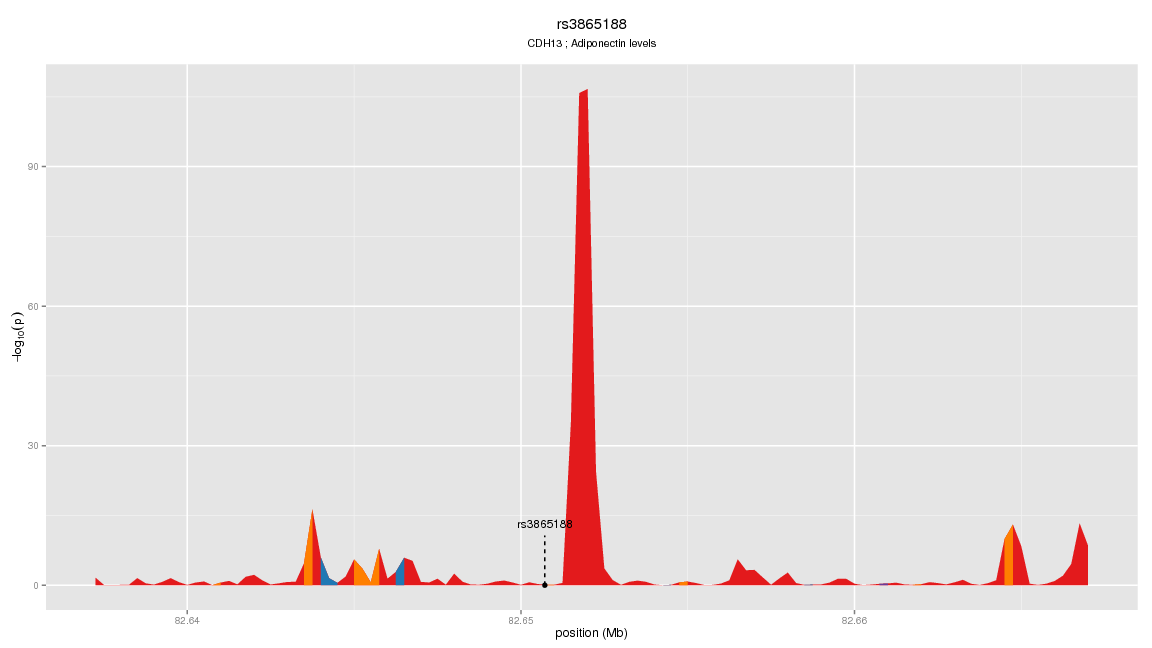 rs3865188
CDH13 ; Adiponectin levels
90
60
30
0
-log10(p)
rs3865188
82.64
82.65
82.66
position (Mb)